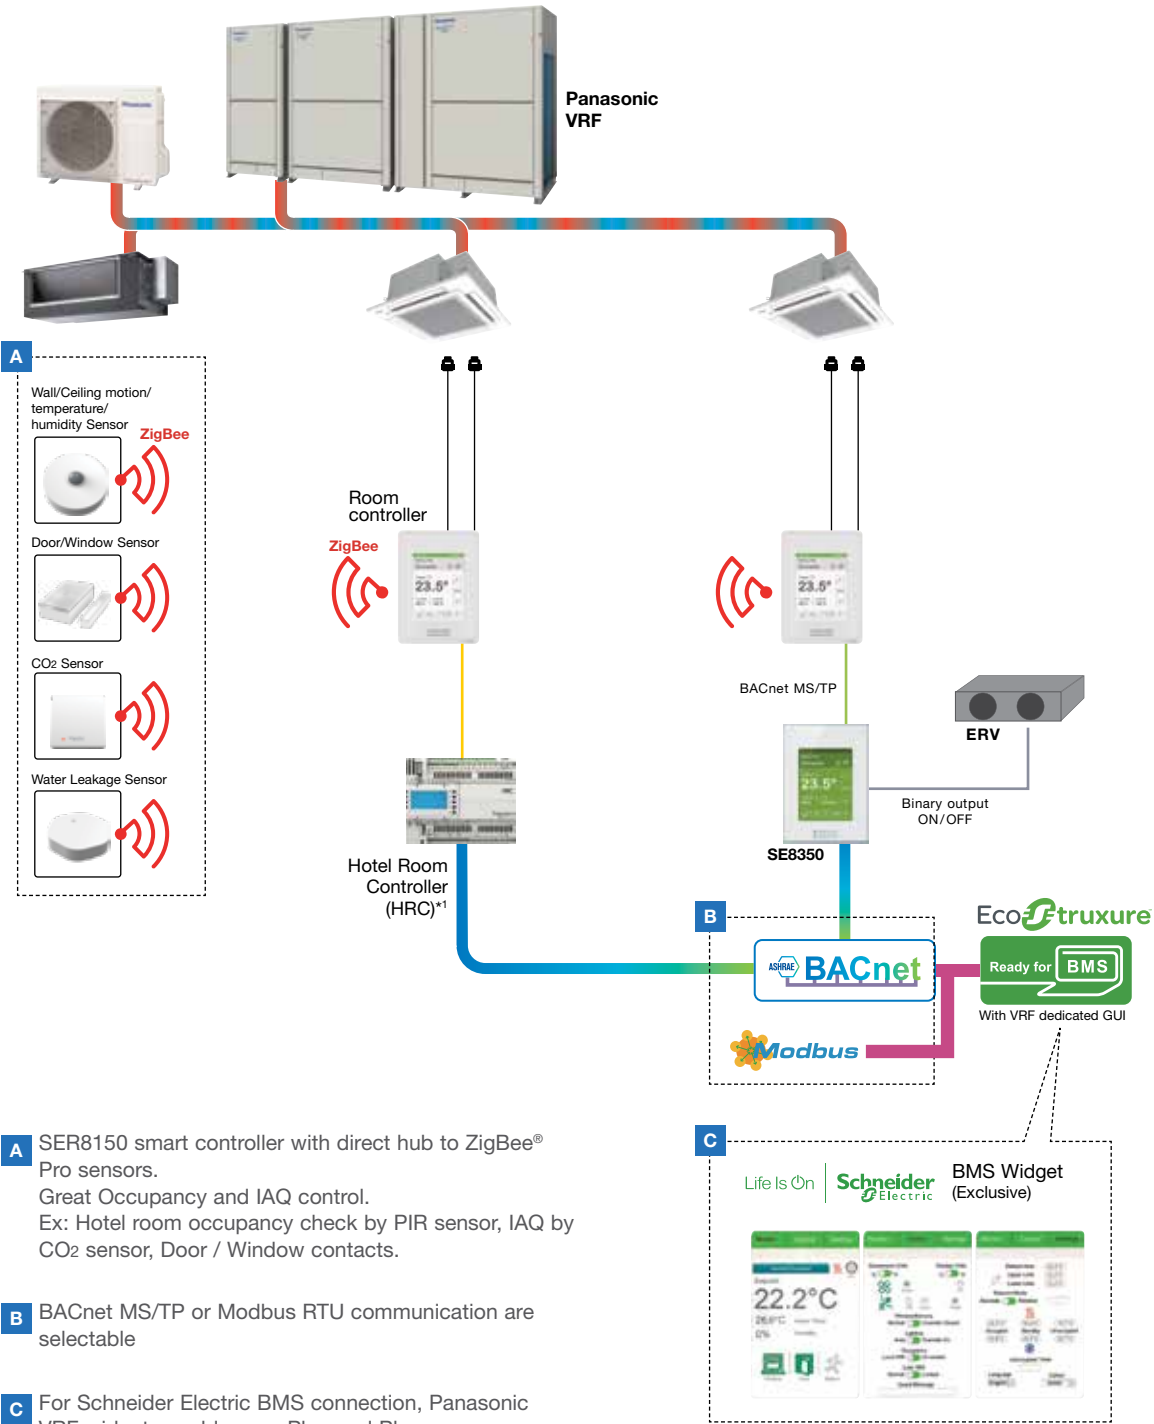 Panasonic
VRF
A
Wall/Ceiling motion/
temperature/
humidity Sensor
ZigBee
Door/Window Sensor
CO2 Sensor
Water Leakage Sensor
Room
controller
ZigBee
23.5°
23.5°
BACnet MS/TP
ERV
23.5°
Binary output
ON/OFF
SE8350
Hotel Room
Controller
(HRC)*1
B
EcoStruxure
ASHRAE BACnet
Ready for BMS
With VRF dedicated GUI
Modbus
C
Life Is On | Schneider Electric
BMS Widget
(Exclusive)
22.2°C
A SER8150 smart controller with direct hub to ZigBee®
Pro sensors.
Great Occupancy and IAQ control.
Ex: Hotel room occupancy check by PIR sensor, IAQ by
CO2 sensor, Door / Window contacts.
B BACnet MS/TP or Modbus RTU communication are
selectable
C For Schneider Electric BMS connection, Panasonic